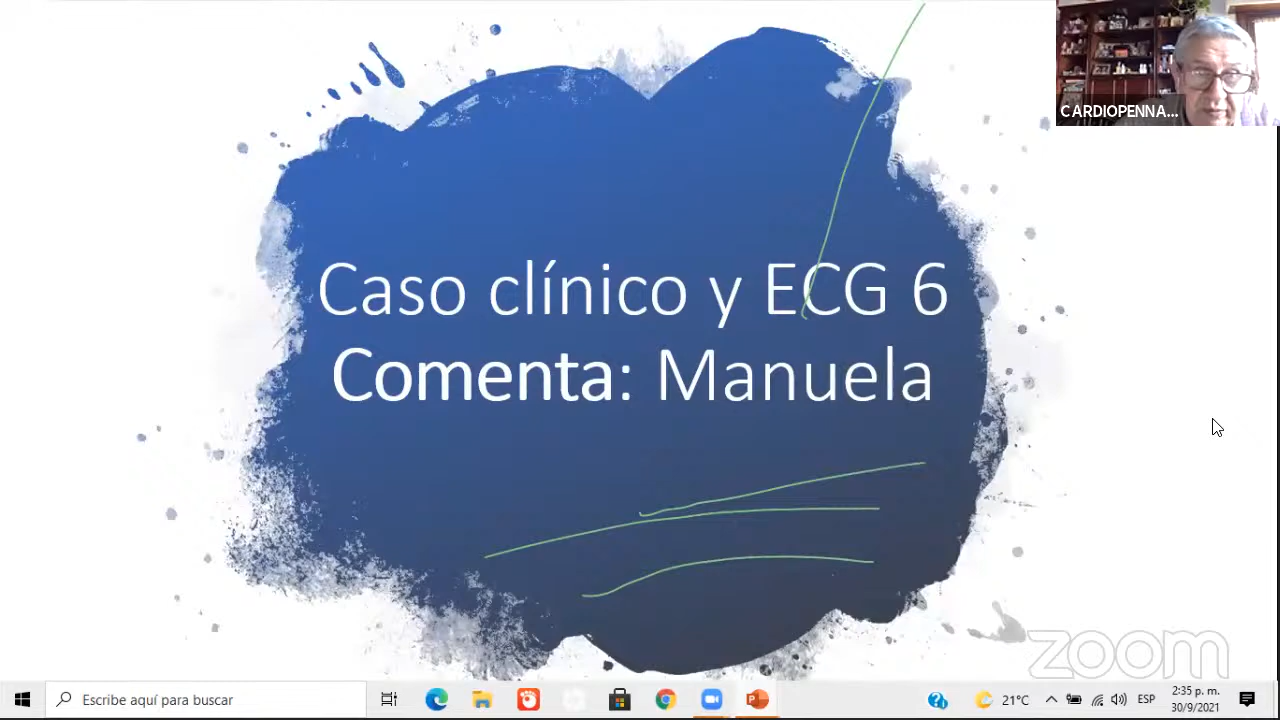 CARDIOPENNA...
Caso clínico y ECG 6
Comenta: Manuela
zoom
Escribe aquí para buscar
21°C
ESP
2:35 p. m.
30/9/2021